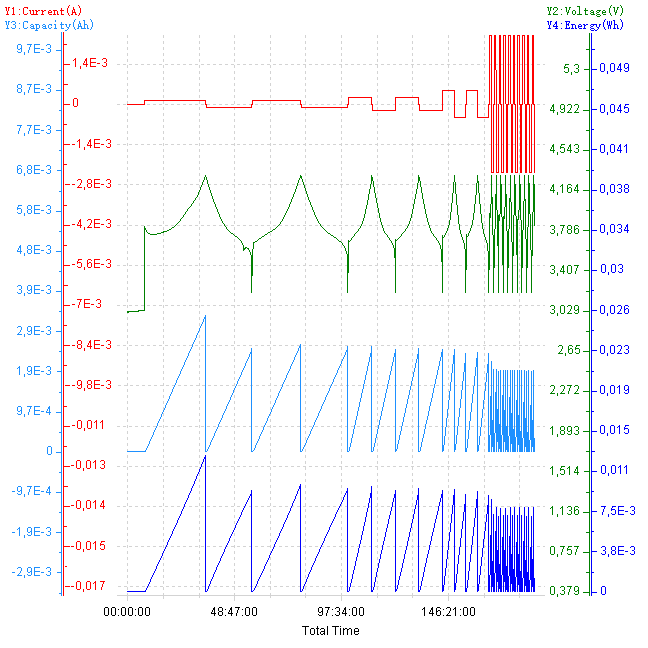 Y1:Current(A) Y2:Voltage(V)
Y3:Capacity(Ah) Y4:Energy(Wh)
9,7E-3
1,4E-3 5,3 0,049
8,7E-3 0 4,922 0,045
7,7E-3 -1,4E-3 4,543 0,041
6,8E-3 -2,8E-3 4,164 0,038
5,8E-3 -4,2E-3 3,786 0,034
4,8E-3 -5,6E-3 3,407 0,03
3,9E-3 -7E-3 3,029 0,026
2,9E-3 -8,4E-3 2,65 0,023
1,9E-3 -9,8E-3 2,272 0,019
9,7E-4 -0,011 1,893 0,015
0 -0,013 1,514 0,011
-9,7E-4 -0,014 1,136 7,5E-3
-1,9E-3 -0,015 0,757 3,8E-3
-2,9E-3 -0,017 0,379 0
00:00:00 48:47:00 97:34:00 146:21:00
Total Time